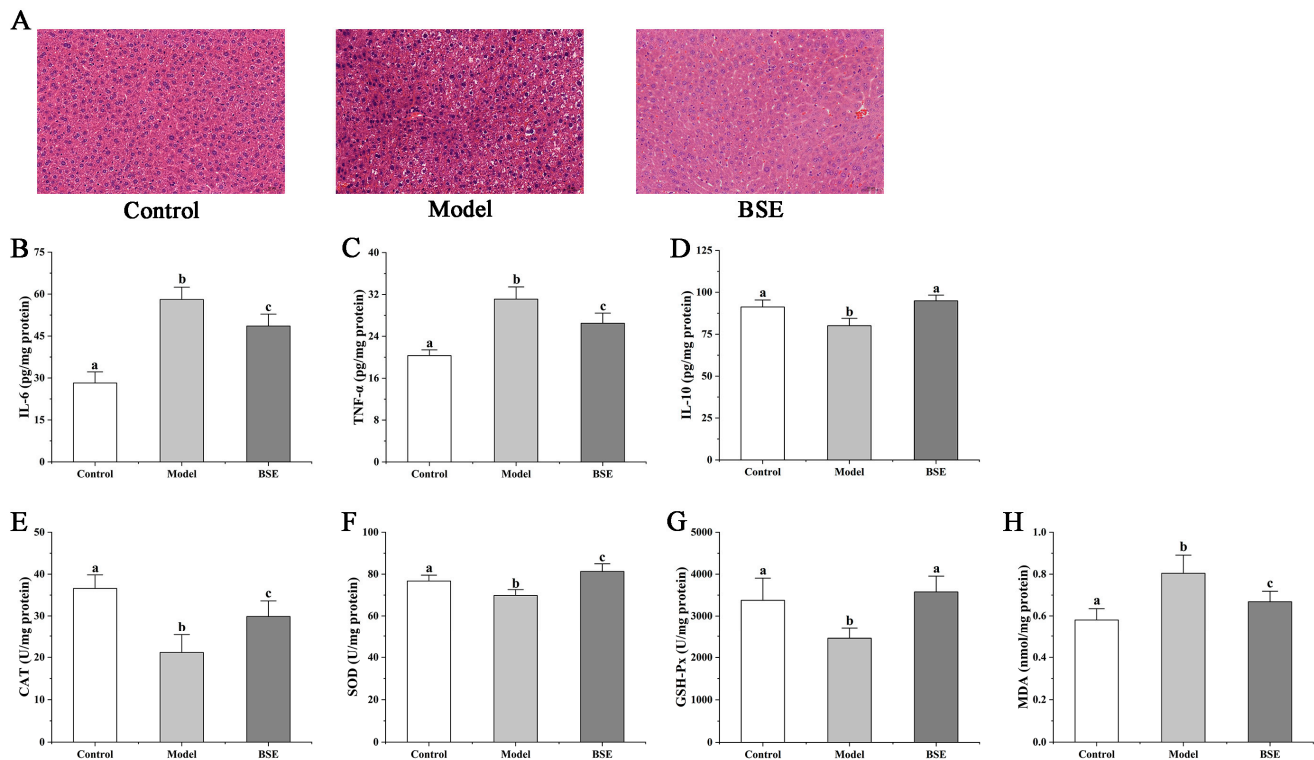 A
Control
Model
BSE
B
IL-6 (pg/mg protein)
75
60
45
30
15
0
a
b
c
Control
Model
BSE
C
TNF-α (pg/mg protein)
40
32
24
16
8
0
a
b
c
Control
Model
BSE
D
IL-10 (pg/mg protein)
125
100
75
50
25
0
a
b
a
Control
Model
BSE
E
CAT (U/mg protein)
50
40
30
20
10
0
a
b
c
Control
Model
BSE
F
SOD (U/mg protein)
100
80
60
40
20
0
a
b
c
Control
Model
BSE
G
GSH-Px (U/mg protein)
5000
4000
3000
2000
1000
0
a
b
a
Control
Model
BSE
H
MDA (nmol/mg protein)
1.0
0.8
0.6
0.4
0.2
0.0
a
b
c
Control
Model
BSE